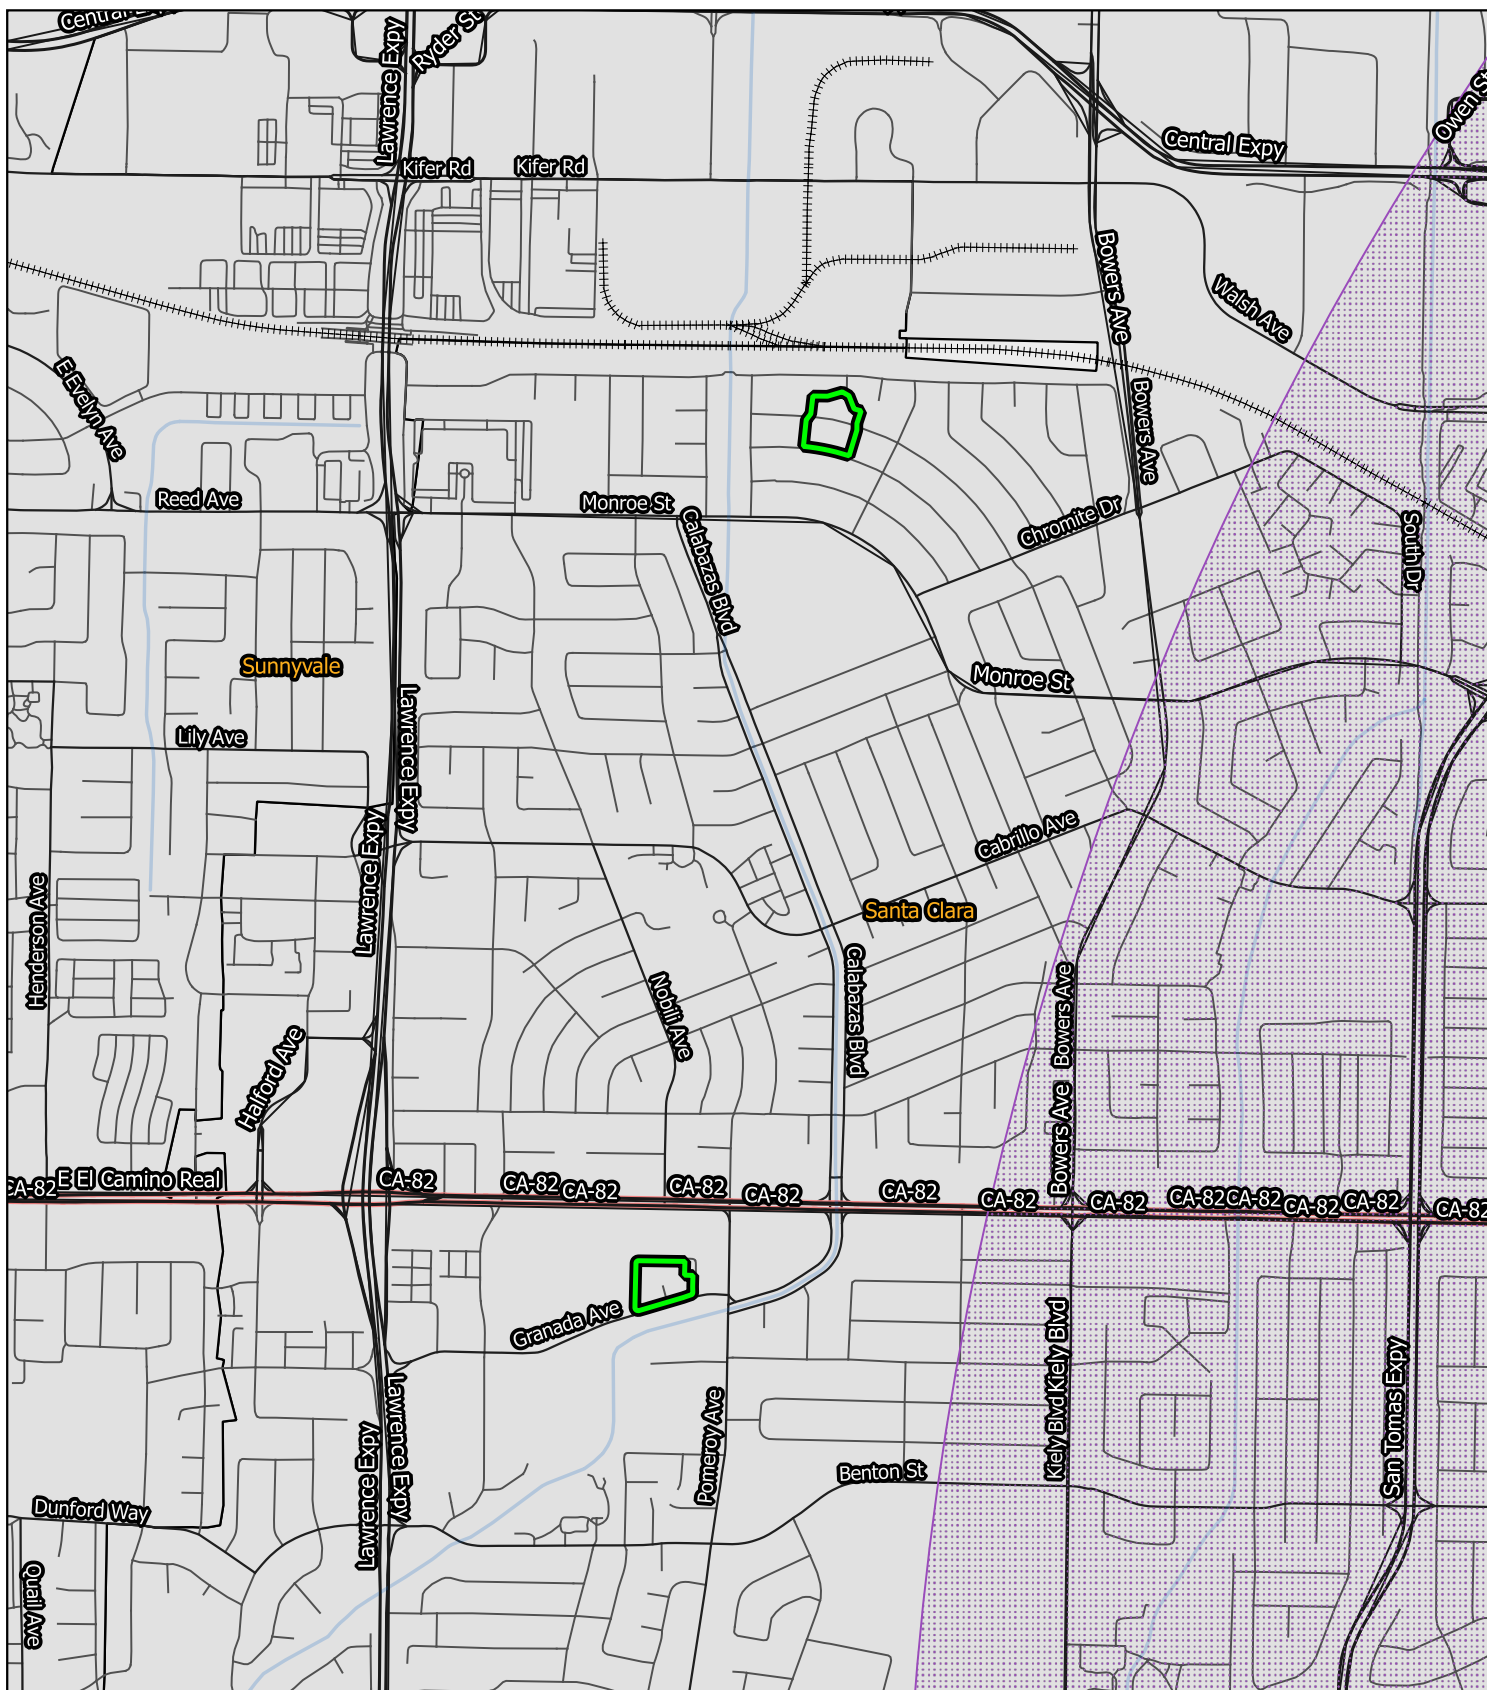 Central Exp
Lawrence Expy
Ryder St
Owen St
Central Expy
Kifer Rd
Kifer Rd
Bowers Ave
Walsh Ave
E Evelyn Ave
Bowers Ave
Reed Ave
Monroe St
Calabazas Blvd
Chromite Dr
South Dr
Sunnyvale
Monroe St
Lawrence Expy
Lily Ave
Lawrence Expy
Cabrillo Ave
Santa Clara
Henderson Ave
Nobili Ave
Calabazas Blvd
Bowers Ave
Halford Ave
Bowers Ave
CA-82
E El Camino Real
CA-82
CA-82
CA-82
CA-82
CA-82
CA-82
CA-82
CA-82
CA-82
CA-82
CA-82
CA-82
CA-82
Granada Ave
Kiely Blvd
Kiely Blvd
San Tomas Expy
Lawrence Expy
Lawrence Expy
Pomeroy Ave
Benton St
Dunford Way
Quail Ave